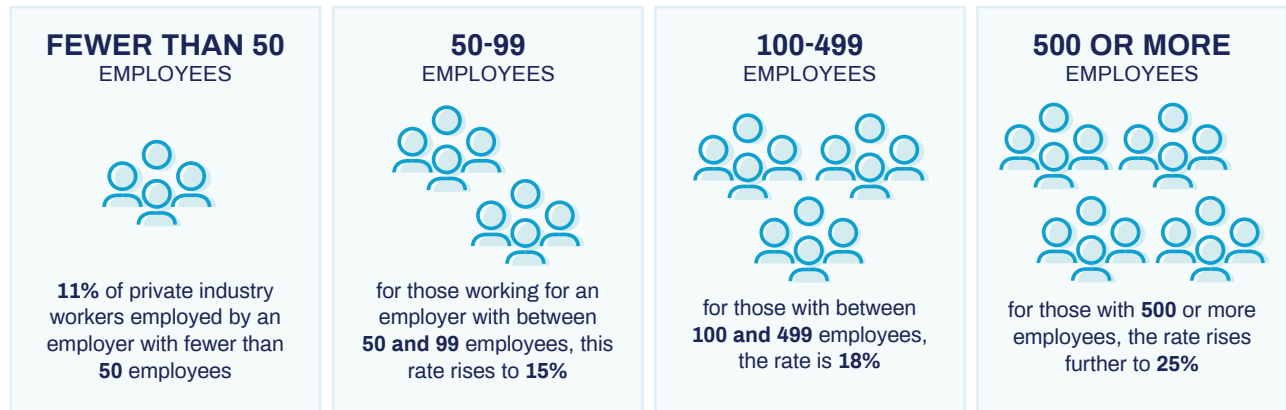 FEWER THAN 50
EMPLOYEES
11% of private industry
workers employed by an
employer with fewer than
50 employees
50-99
EMPLOYEES
for those working for an
employer with between
50 and 99 employees, this
rate rises to 15%
100-499
EMPLOYEES
for those with between
100 and 499 employees,
the rate is 18%
500 OR MORE
EMPLOYEES
for those with 500 or more
employees, the rate rises
further to 25%